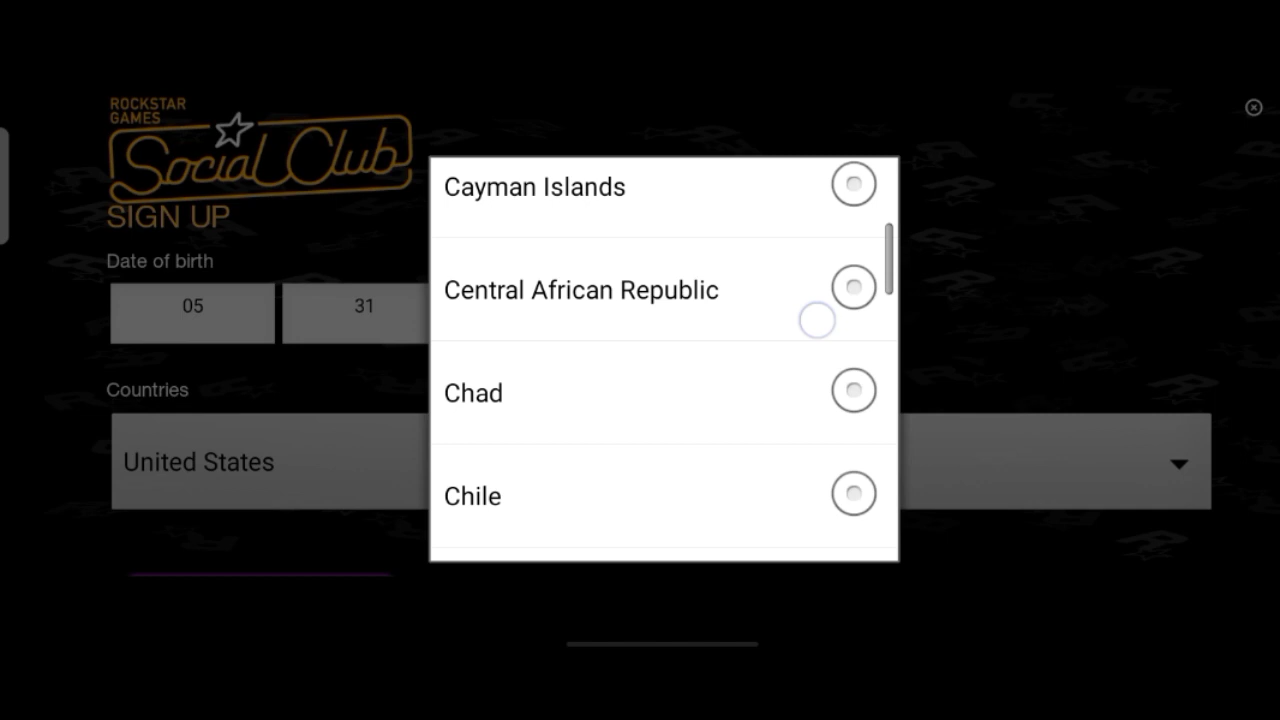 ROCKSTAR
GAMES
Social Club
SIGN UP
Date of birth
05
31
Countries
United States
Cayman Islands
Central African Republic
Chad
Chile